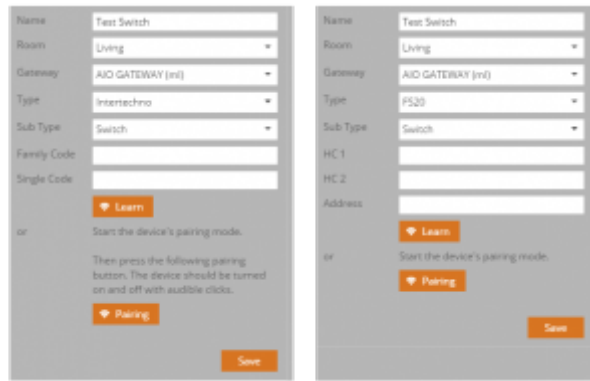 Name Test Switch
Room Living
Gateway AIO GATEWAY (ml)
Type Intertechno
Sub Type Switch
Family Code
Single Code
Learn
or Start the device's pairing mode.
Then press the following pairing
button. The device should be turned
on and off with audible clicks.
Pairing
Save
Name Test Switch
Room Living
Gateway AIO GATEWAY (ml)
Type FS20
Sub Type Switch
HC 1
HC 2
Address
Learn
or Start the device's pairing mode.
Pairing
Save